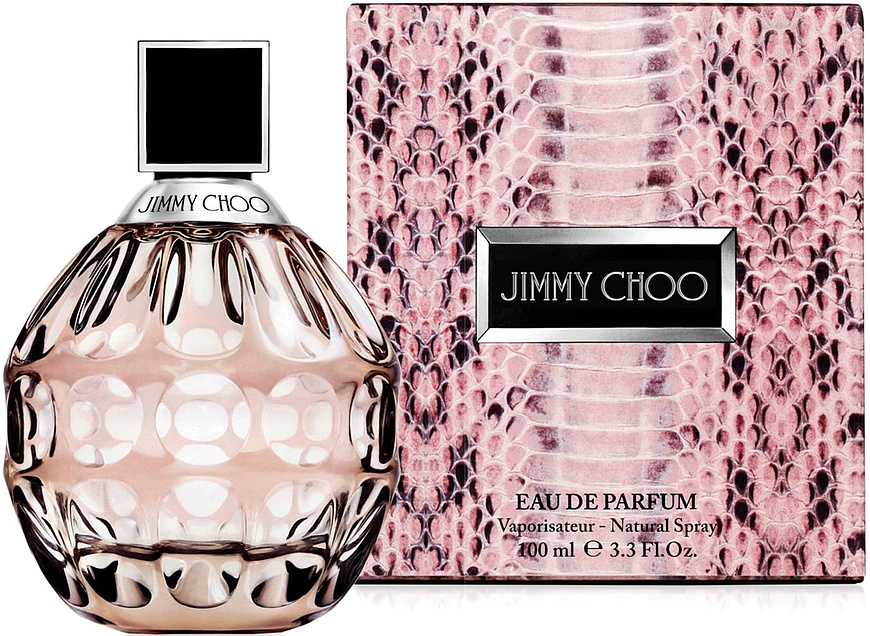 JIMMY CHOO
JIMMY CHOO
EAU DE PARFUM
Vaporisateur - Natural Spray
100 ml ℮ 3.3 Fl.Oz.